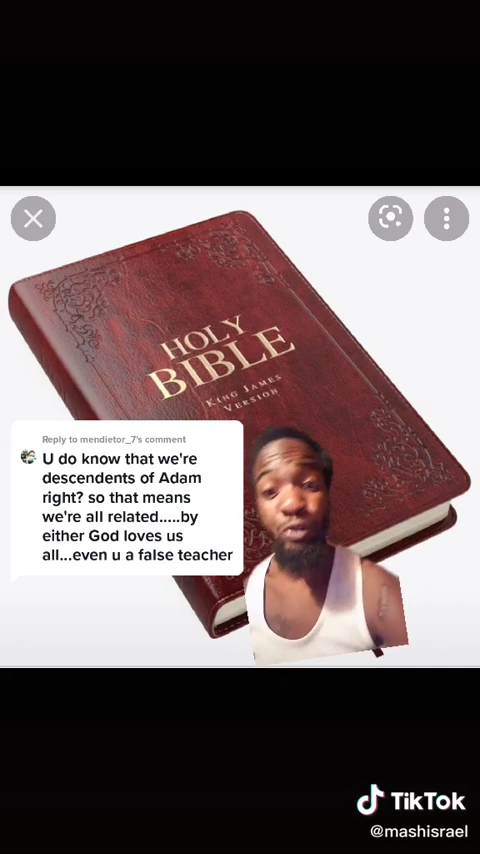 HOLY
BIBLE
KING JAMES
VERSION
Reply to mendietor_7's comment
U do know that we're
descendents of Adam
right? so that means
we're all related.....by
either God loves us
all...even u a false teacher
TikTok
@mashisrael